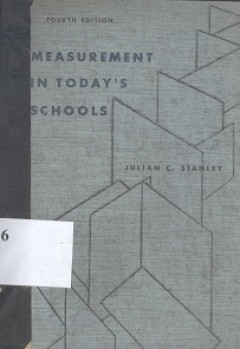 FOURTH EDITION
MEASUREMENT
IN TODAY'S
SCHOOLS
JULIAN C. STANLEY
6